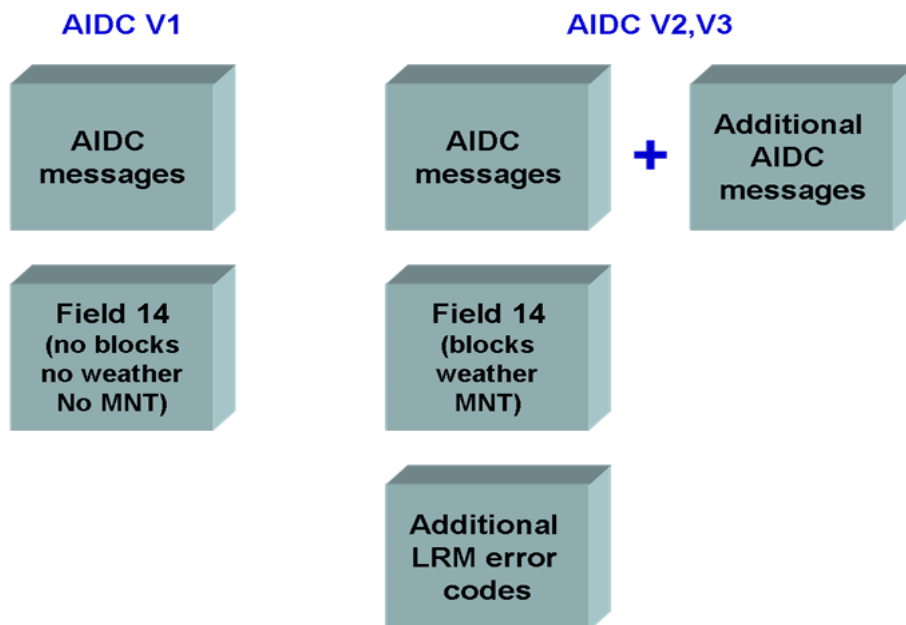 AIDC V1
AIDC
messages
Field 14
(no blocks
no weather
No MNT)
AIDC V2,V3
AIDC
messages
+
Additional
AIDC
messages
Field 14
(blocks
weather
MNT)
Additional
LRM error
codes